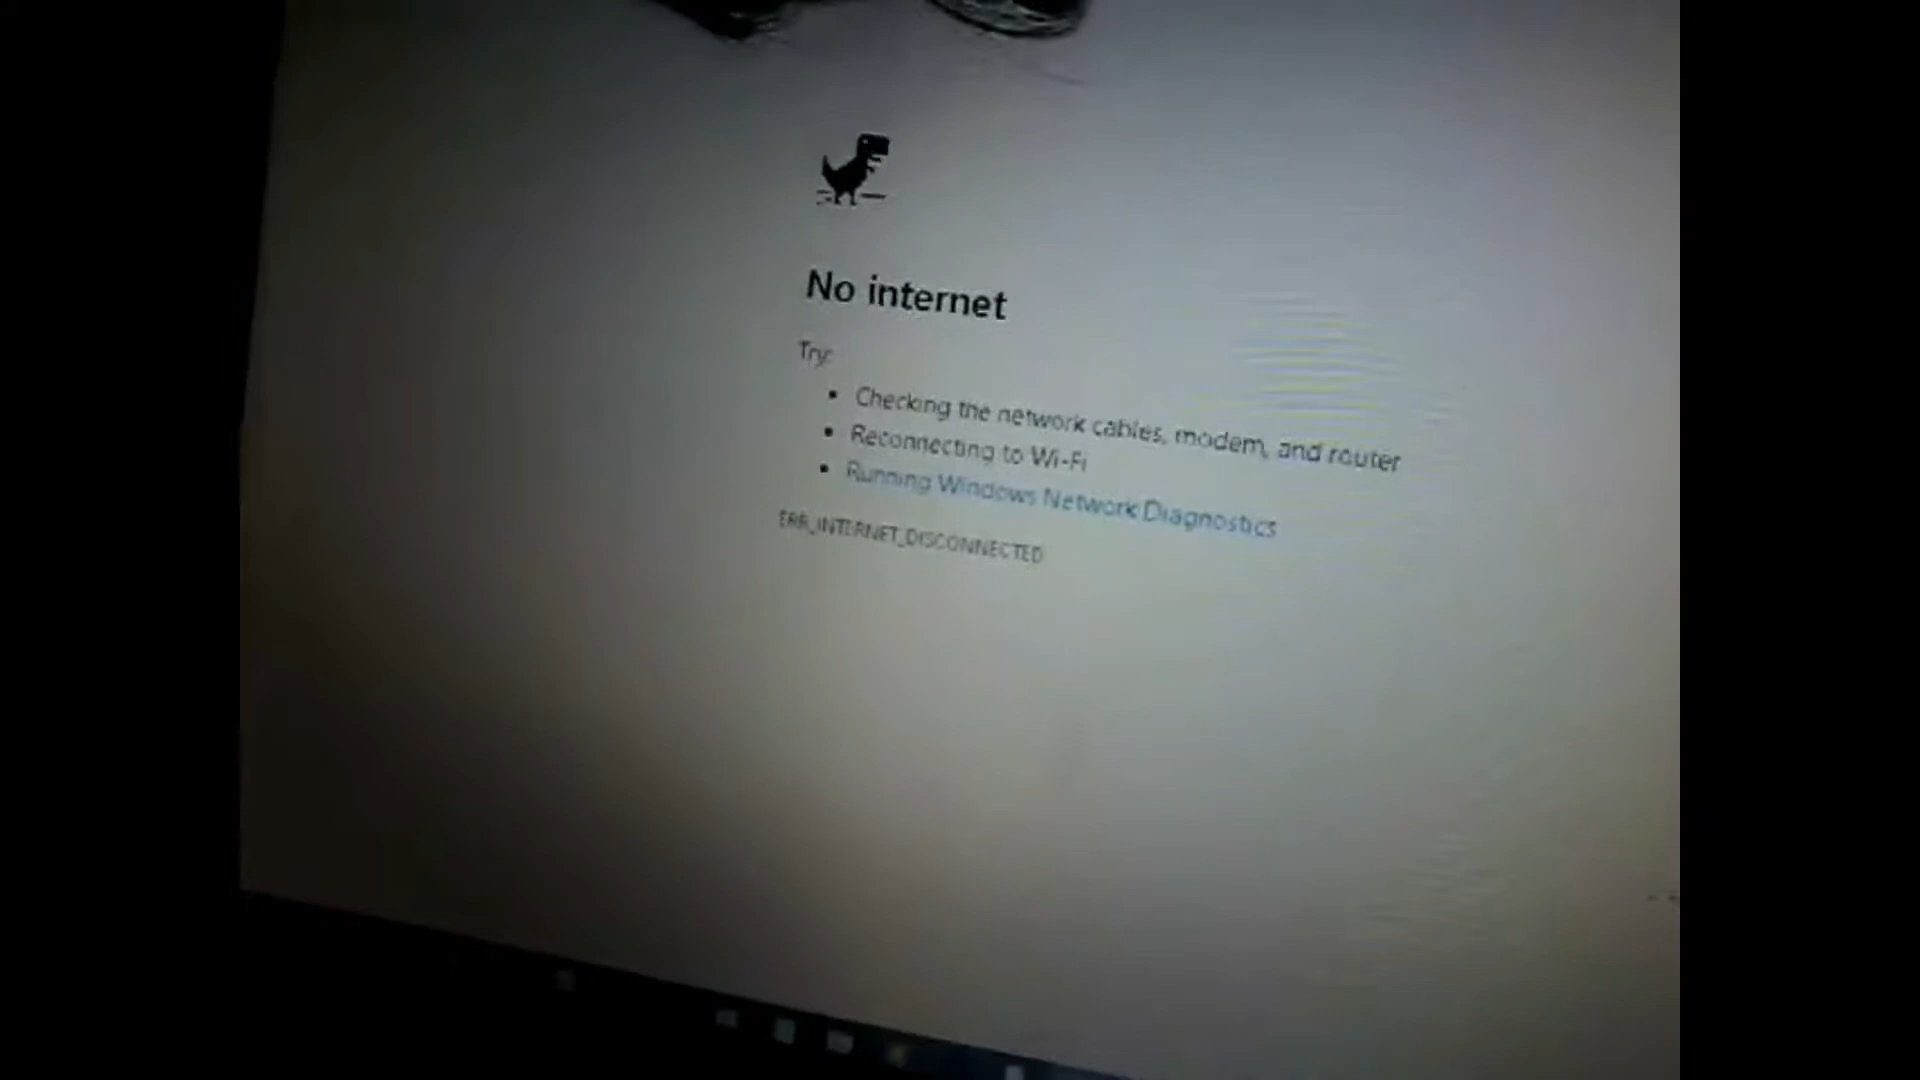 No internet
Try:
Checking the network cables, modem, and router
Reconnecting to Wi-Fi
Running Windows Network Diagnostics
ERR_INTERNET_DISCONNECTED